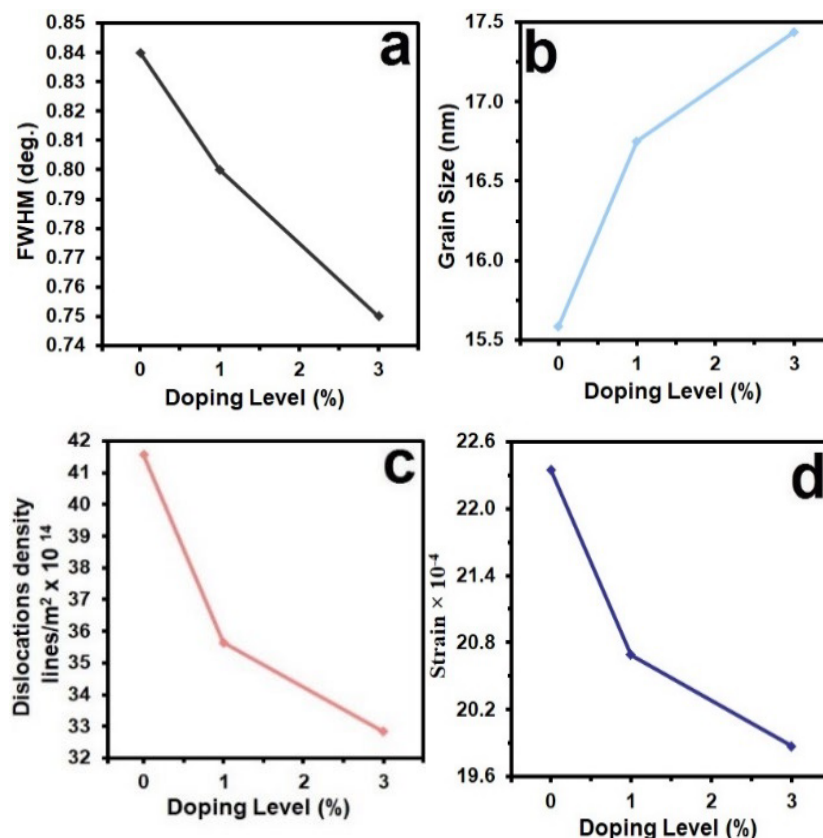 a
FWHM (deg.)
0.85
0.84
0.83
0.82
0.81
0.80
0.79
0.78
0.77
0.76
0.75
0.74
0 1 2 3
Doping Level (%)
b
Grain Size (nm)
17.5
17.0
16.5
16.0
15.5
0 1 2 3
Doping Level (%)
c
Dislocations density
lines/m² x 10 ¹⁴
42
41
40
39
38
37
36
35
34
33
32
0 1 2 3
Doping Level (%)
d
Strain × 10⁻⁴
22.6
22.0
21.4
20.8
20.2
19.6
0 1 2 3
Doping Level (%)